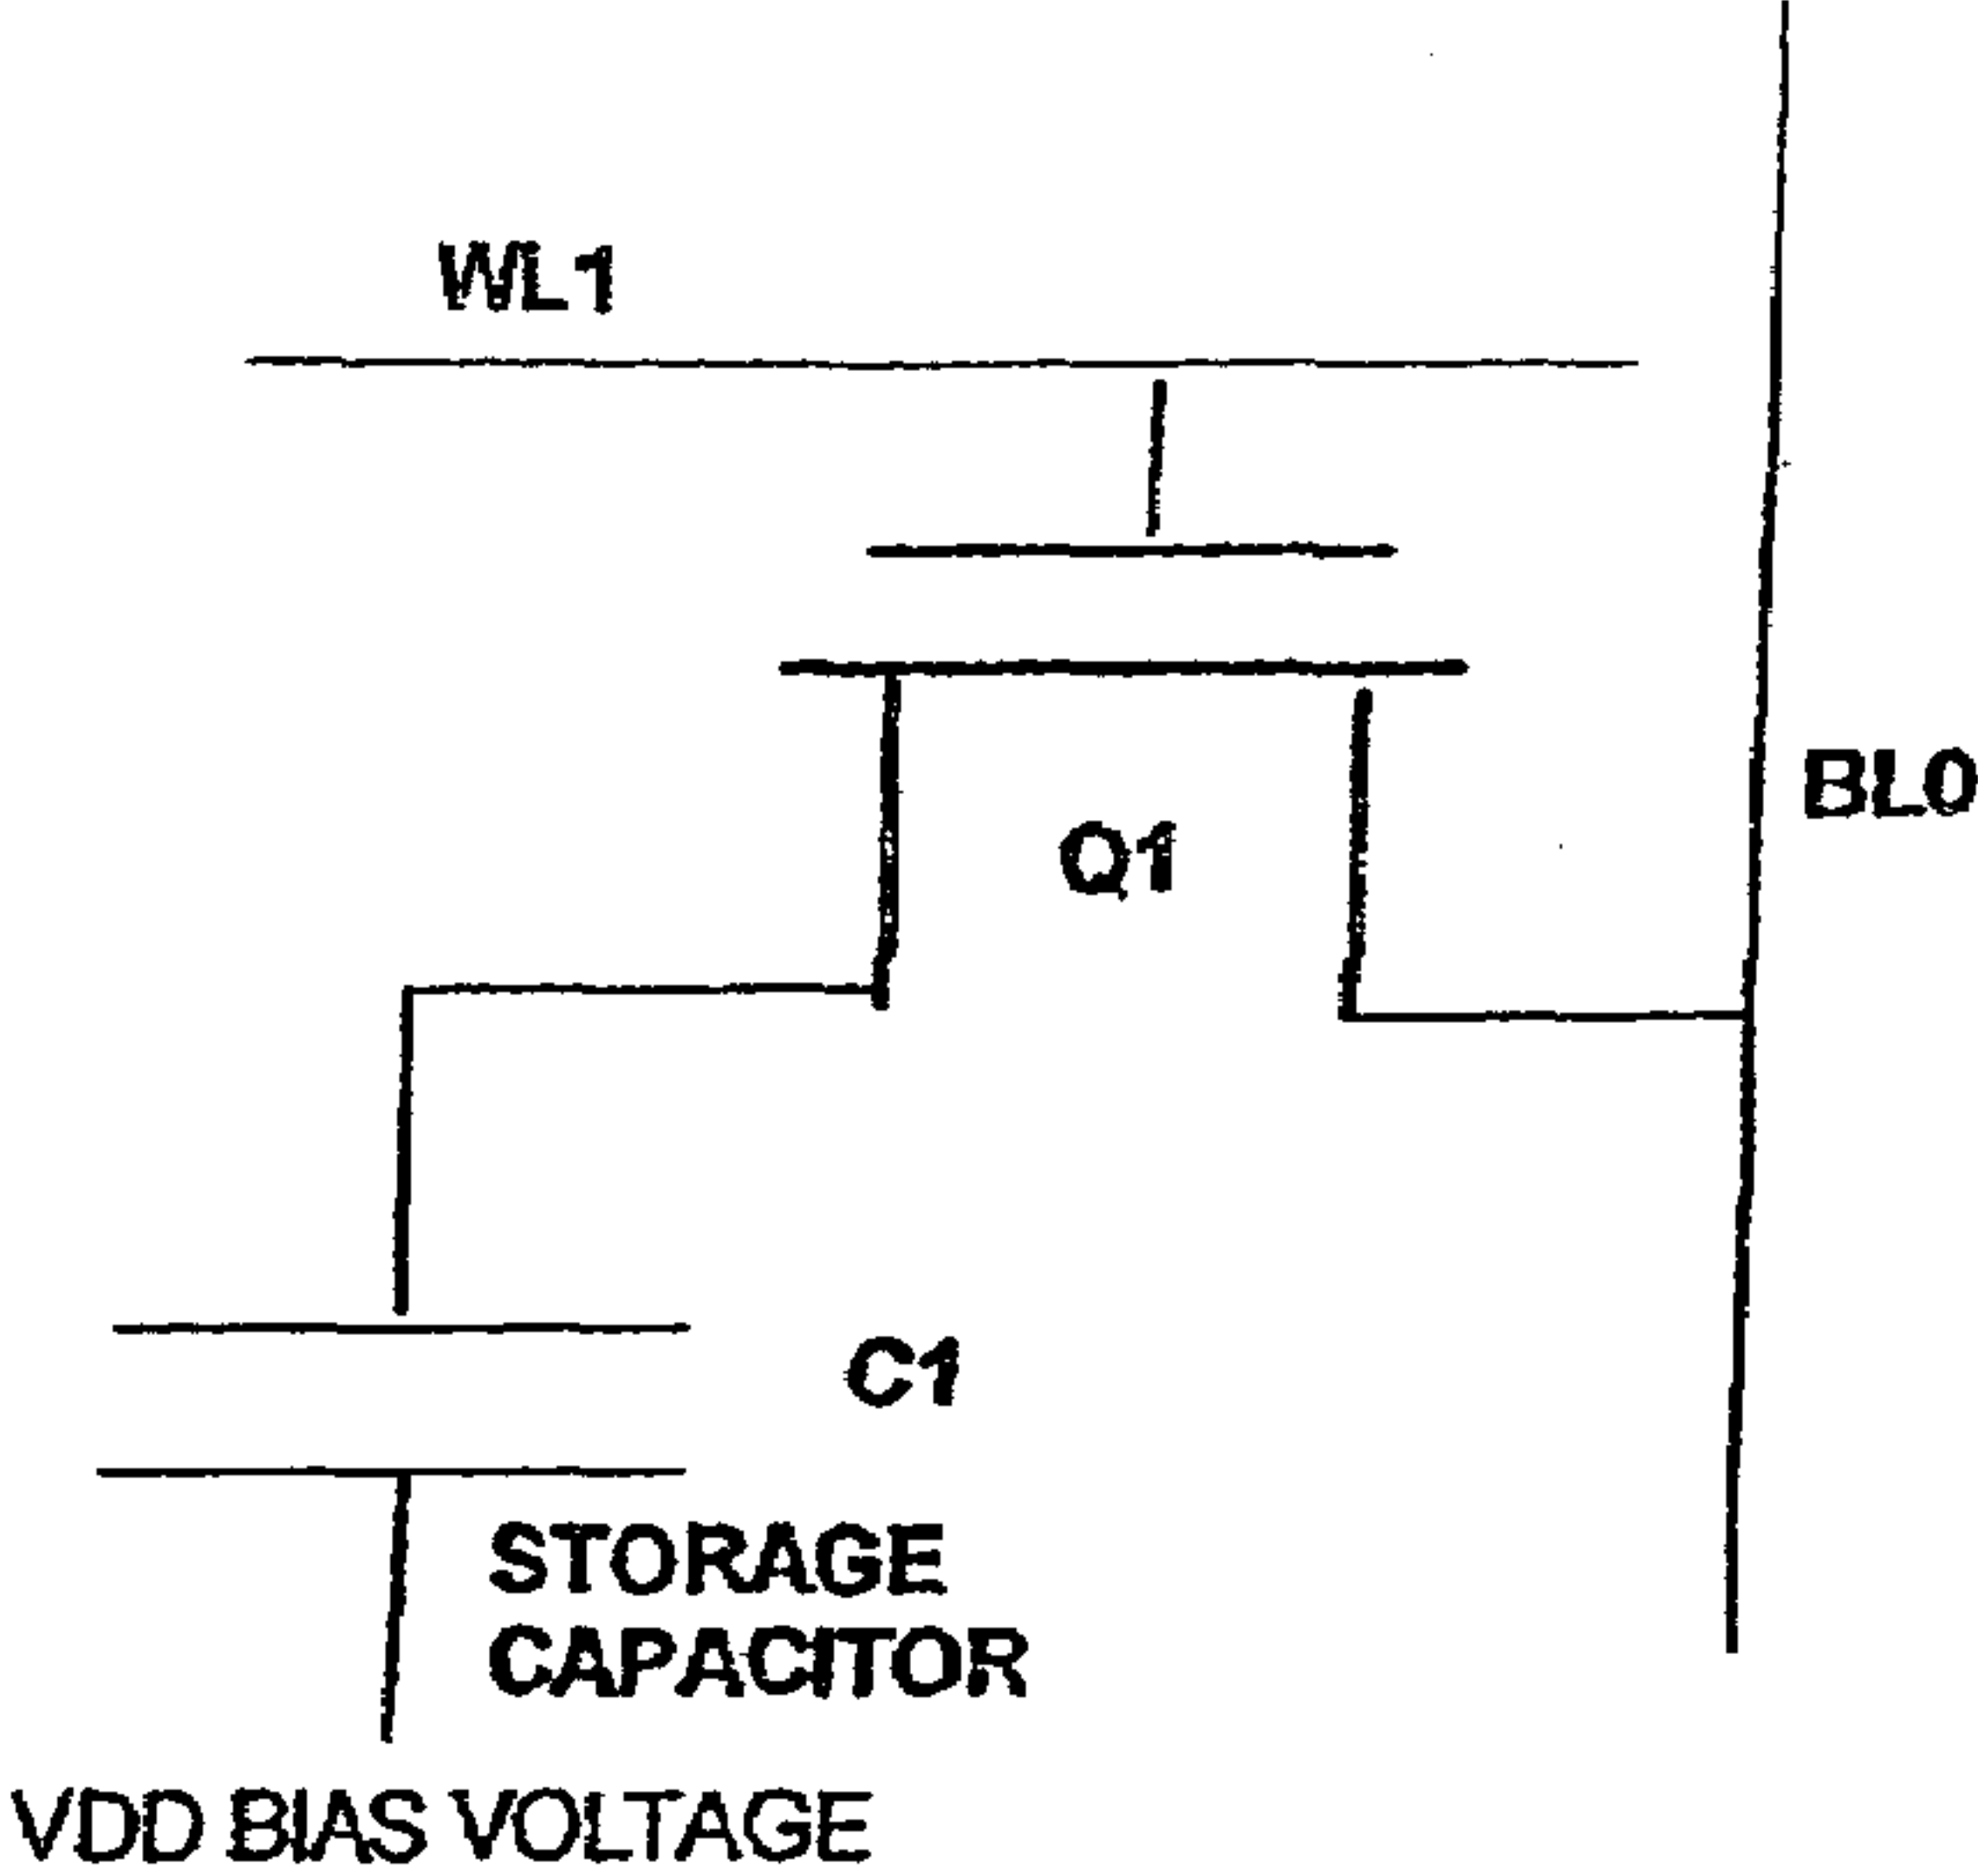 WL1
BL0
Q1
C1
STORAGE
CAPACITOR
VDD BIAS VOLTAGE